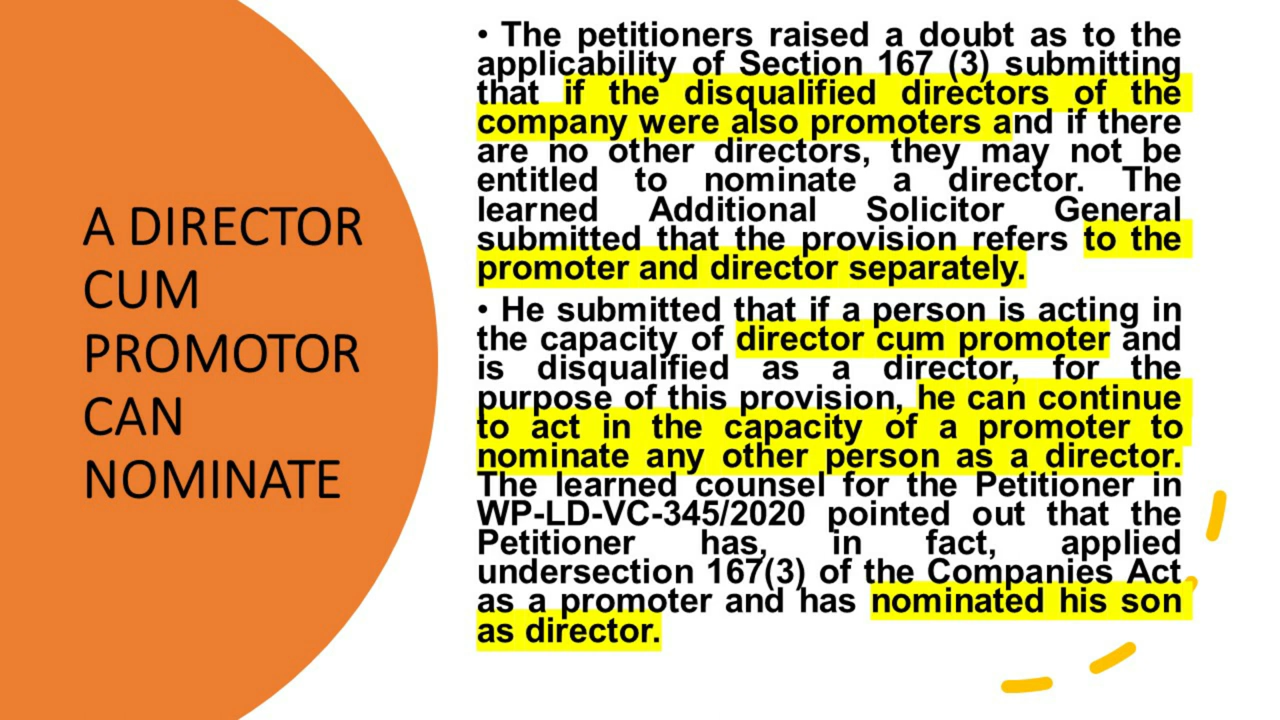 A DIRECTOR
CUM
PROMOTOR
CAN
NOMINATE
• The petitioners raised a doubt as to the
applicability of Section 167 (3) submitting
that if the disqualified directors of the
company were also promoters and if there
are no other directors, they may not be
entitled to nominate a director. The
learned Additional Solicitor General
submitted that the provision refers to the
promoter and director separately.
• He submitted that if a person is acting in
the capacity of director cum promoter and
is disqualified as a director, for the
purpose of this provision, he can continue
to act in the capacity of a promoter to
nominate any other person as a director.
The learned counsel for the Petitioner in
WP-LD-VC-345/2020 pointed out that the
Petitioner has, in fact, applied
undersection 167(3) of the Companies Act
as a promoter and has nominated his son
as director.